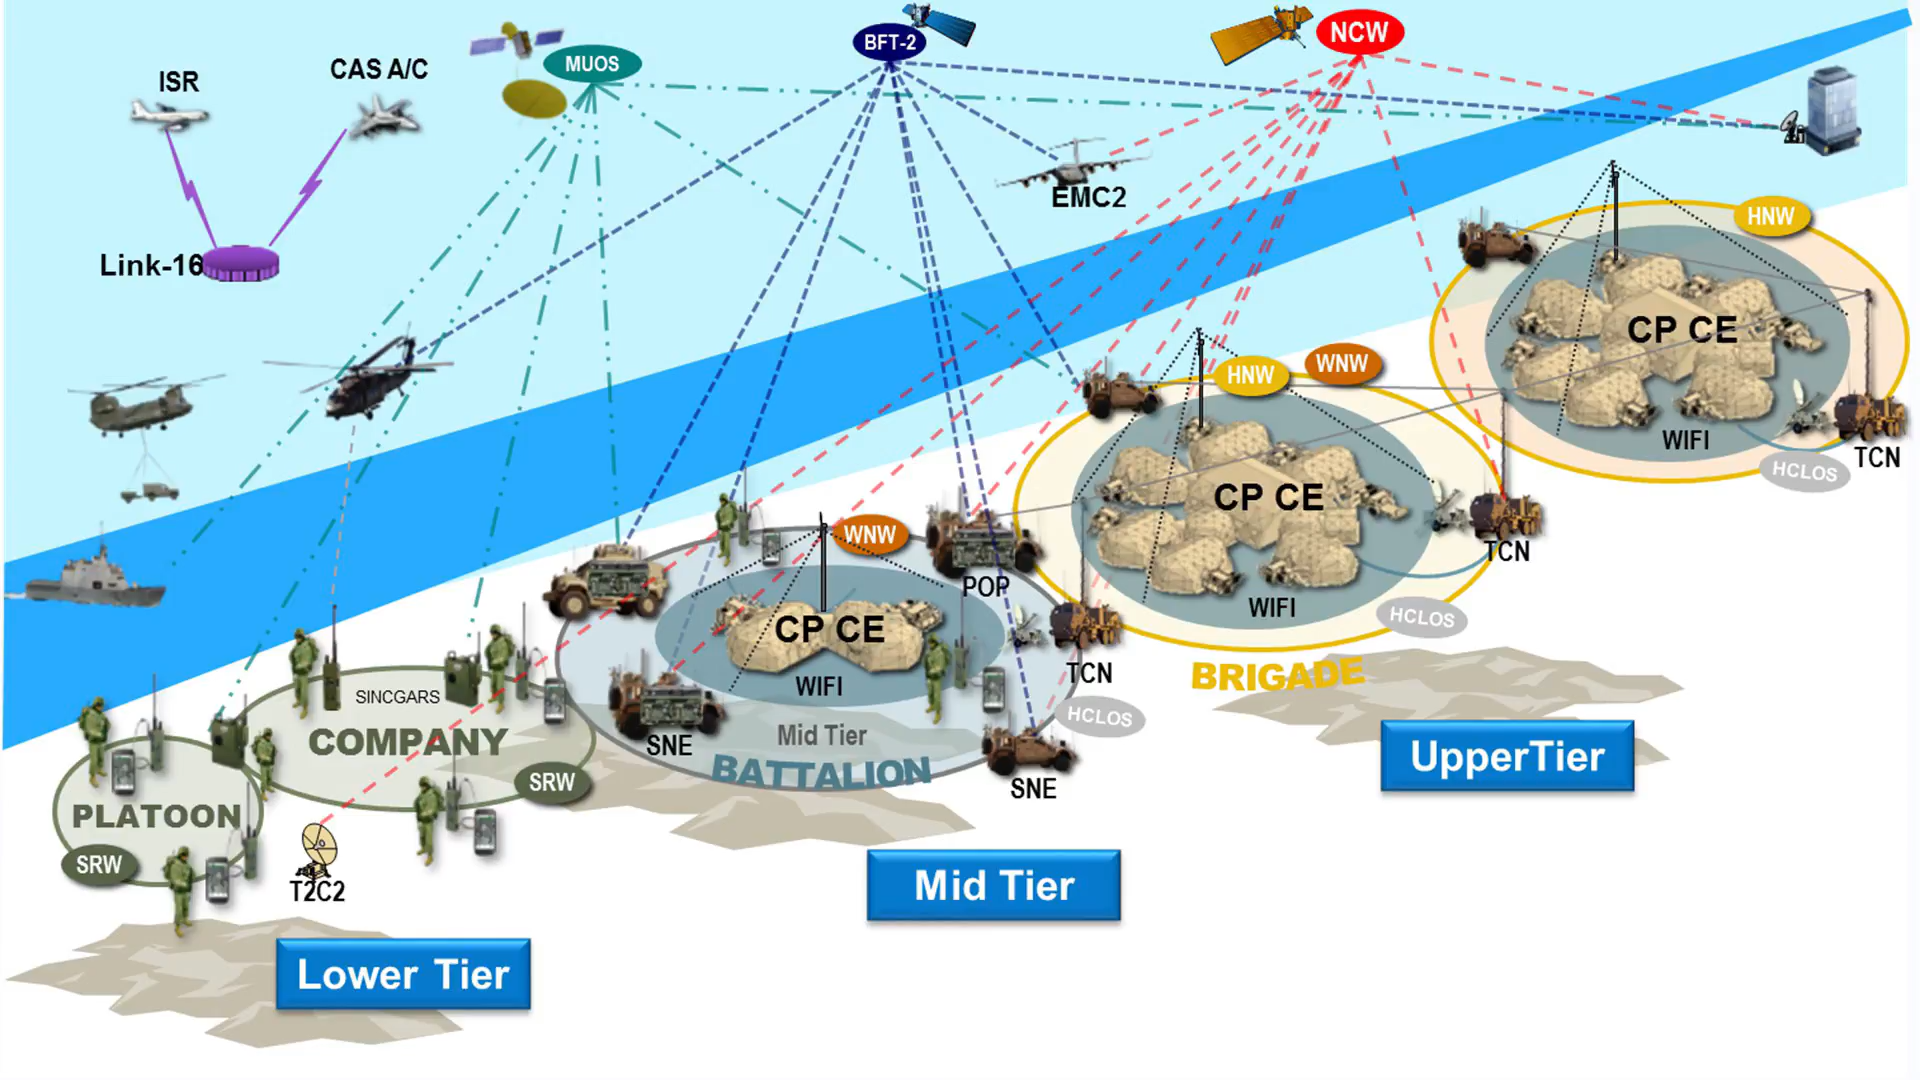 NCW
BFT-2
MUOS
CAS A/C
ISR
EMC2
HNW
Link-16
CP CE
HNW
WNW
WIFI
TCN
HCLOS
CP CE
WNW
TCN
POP
WIFI
HCLOS
CP CE
TCN
BRIGADE
WIFI
SINCGARS
HCLOS
Mid Tier
COMPANY
SNE
UpperTier
BATTALION
SRW
SNE
PLATOON
SRW
T2C2
Mid Tier
Lower Tier